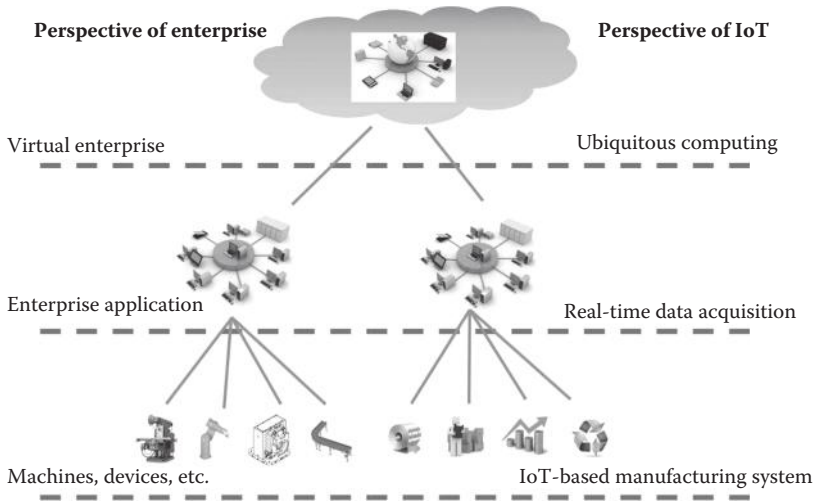 Perspective of enterprise
Perspective of IoT
Virtual enterprise
Ubiquitous computing
Enterprise application
Real-time data acquisition
Machines, devices, etc.
IoT-based manufacturing system